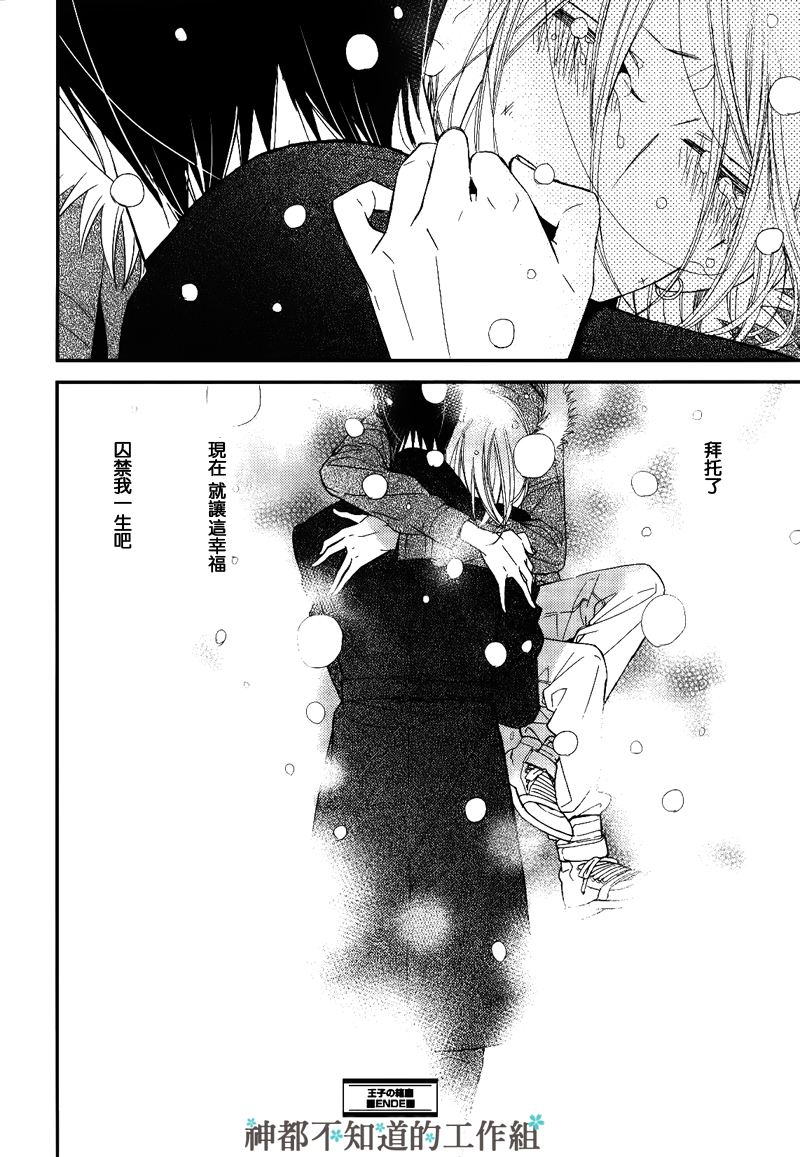 拜托了
現在 就讓這幸福
囚禁我一生吧
王子の箱庭
■ENDE■
神都不知道的工作組